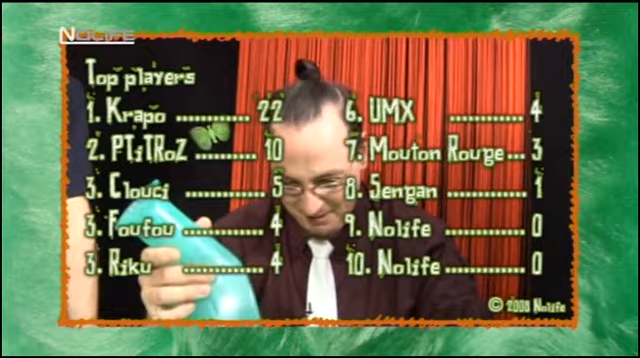 Nolife
Top players
1. Krapo .......... 22
2. PTiTRoZ ........ 10
3. Clouci ........... 5
3. Foufou ........... 4
3. Riku ........... 4
6. UMX .......... 4
7. Mouton Rouge... 3
8. Sengan ........... 1
9. Nolife ........... 0
10. Nolife ........... 0
© 2008 Nolife